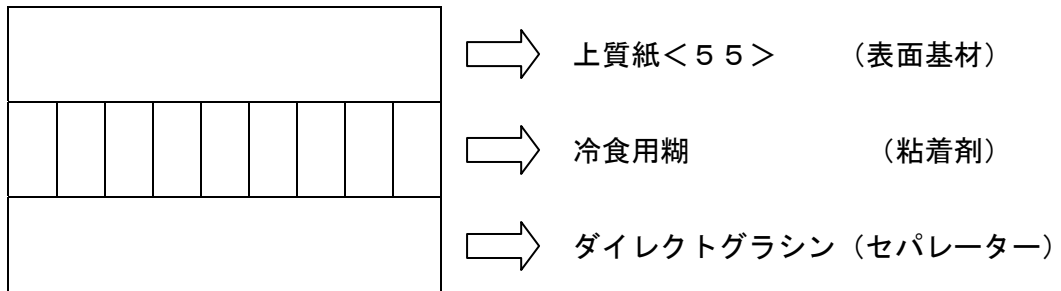 上質紙＜５５＞　（表面基材）
冷食用糊　（粘着剤）
ダイレクトグラシン（セパレーター）